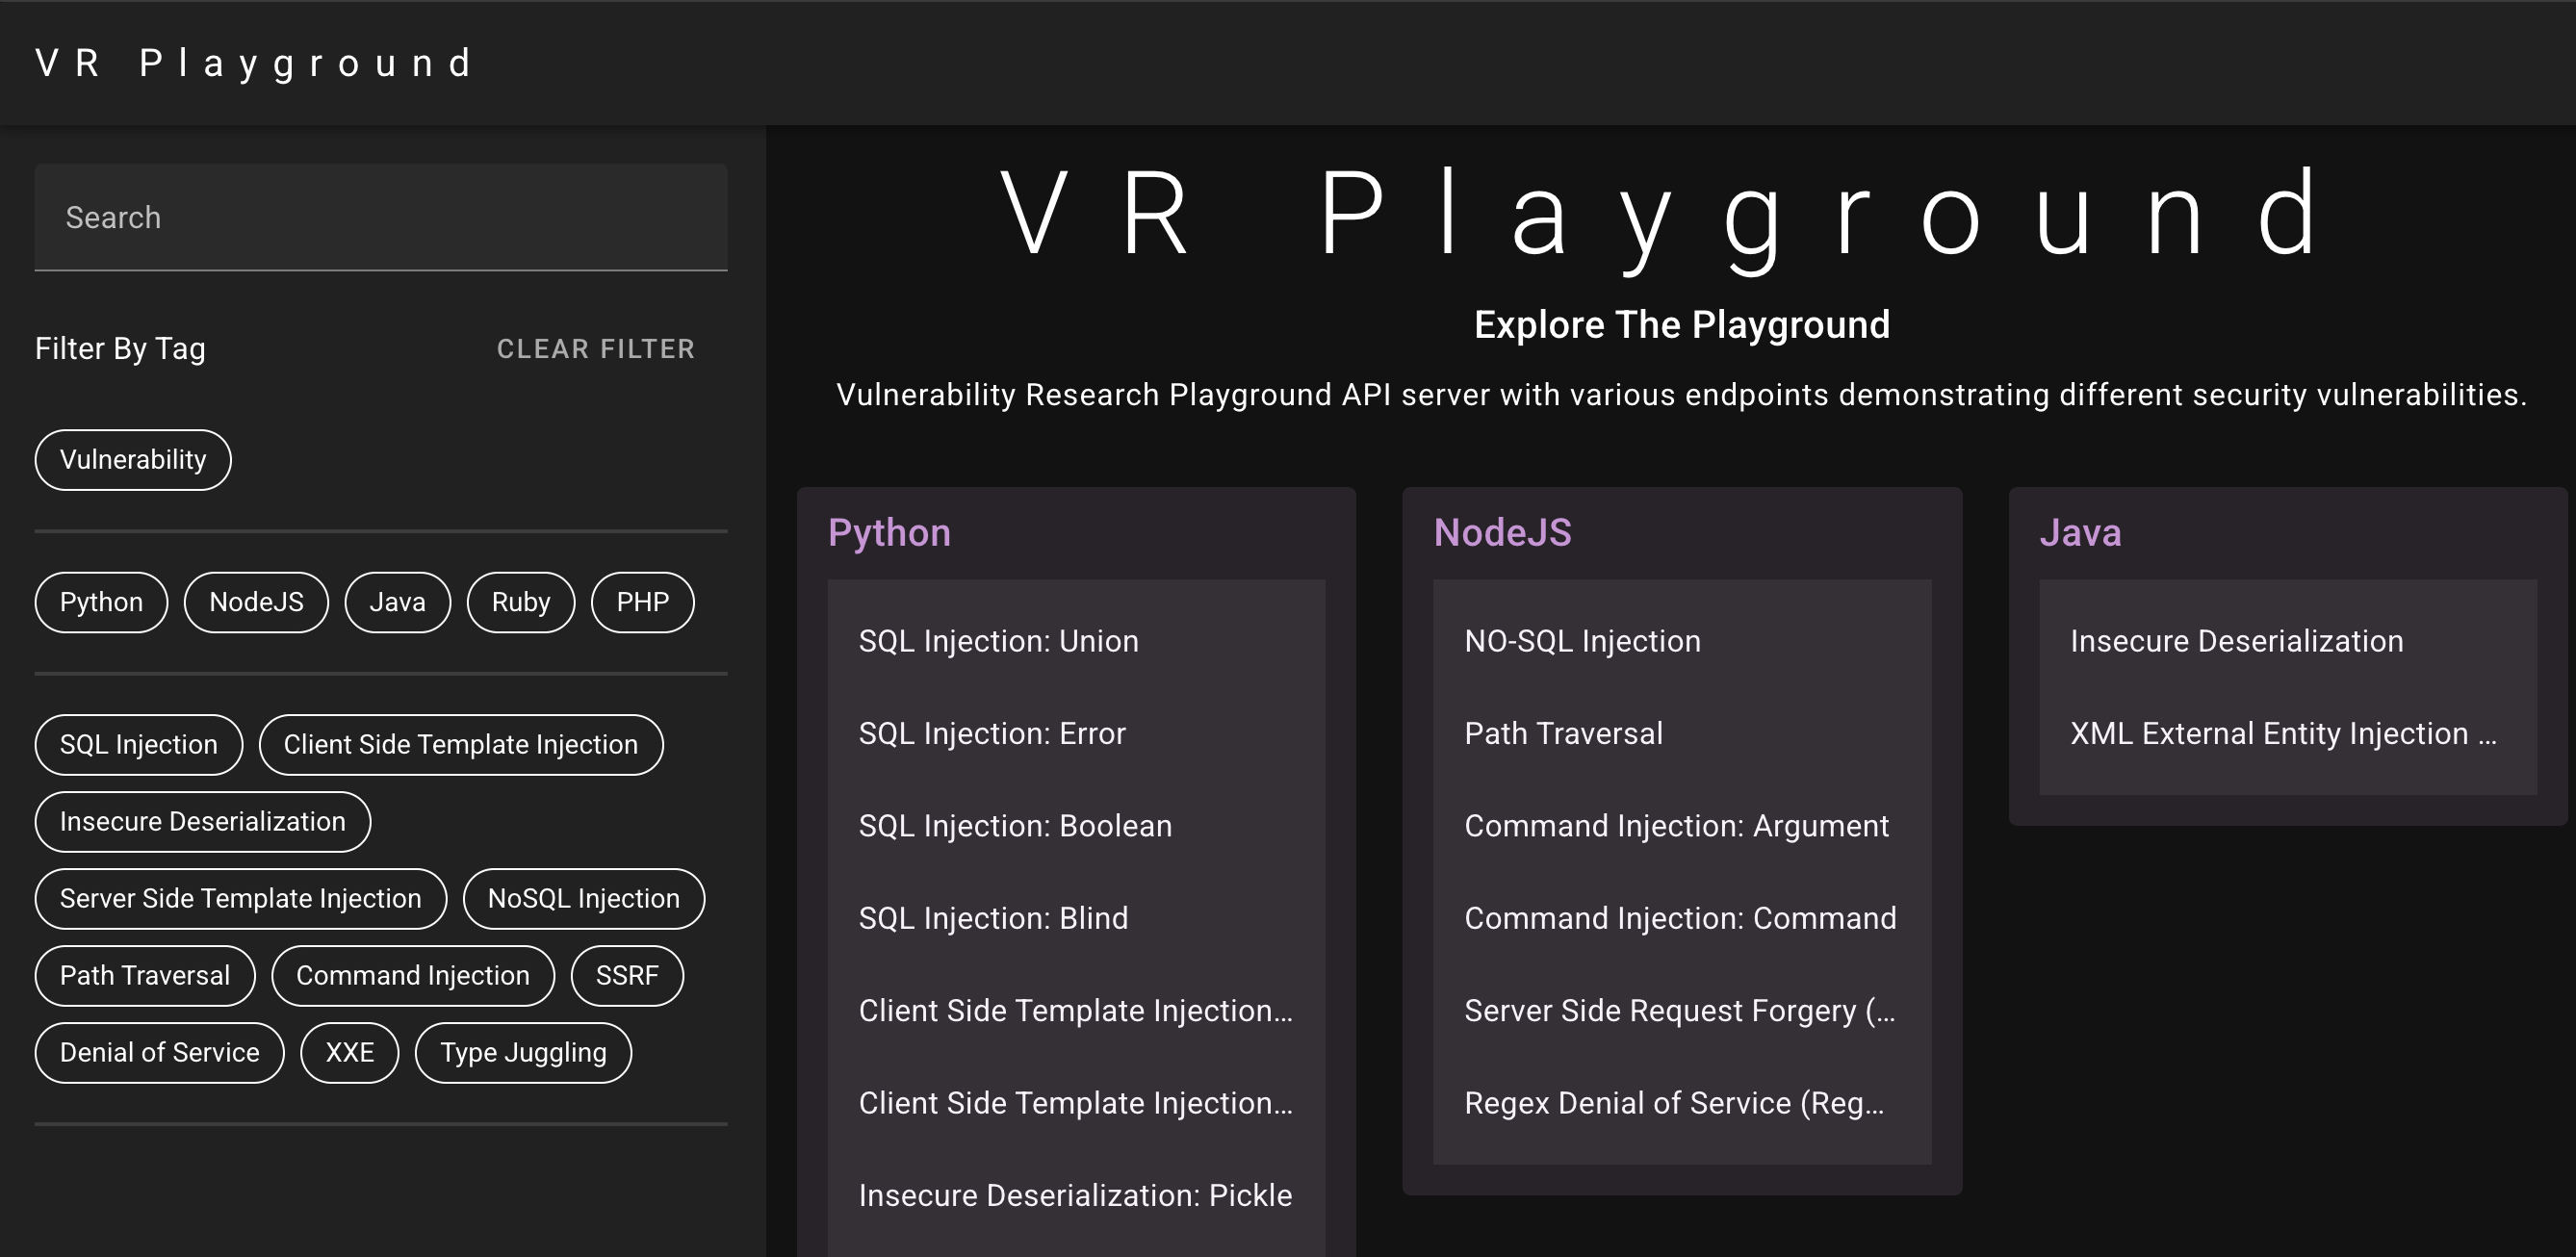 VR Playground
Search
Filter By Tag CLEAR FILTER
Vulnerability
Python NodeJS Java Ruby PHP
SQL Injection Client Side Template Injection
Insecure Deserialization
Server Side Template Injection NoSQL Injection
Path Traversal Command Injection SSRF
Denial of Service XXE Type Juggling
VR Playground
Explore The Playground
Vulnerability Research Playground API server with various endpoints demonstrating different security vulnerabilities.
Python
SQL Injection: Union
SQL Injection: Error
SQL Injection: Boolean
SQL Injection: Blind
Client Side Template Injection...
Client Side Template Injection...
Insecure Deserialization: Pickle
NodeJS
NO-SQL Injection
Path Traversal
Command Injection: Argument
Command Injection: Command
Server Side Request Forgery (...
Regex Denial of Service (Reg...
Java
Insecure Deserialization
XML External Entity Injection ...